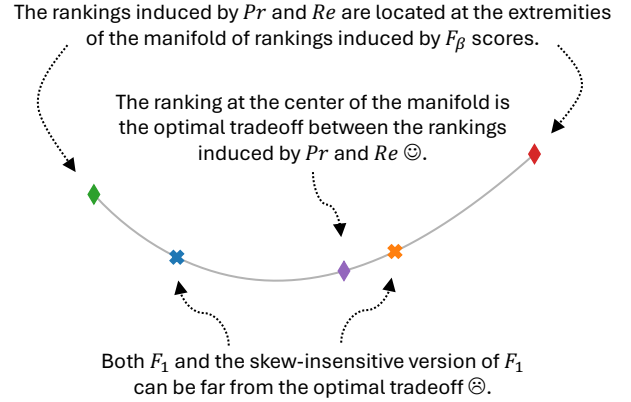 The rankings induced by Pr and Re are located at the extremities
of the manifold of rankings induced by F_β scores.
The ranking at the center of the manifold is
the optimal tradeoff between the rankings
induced by Pr and Re ☺.
Both F₁ and the skew-insensitive version of F₁
can be far from the optimal tradeoff ☹.